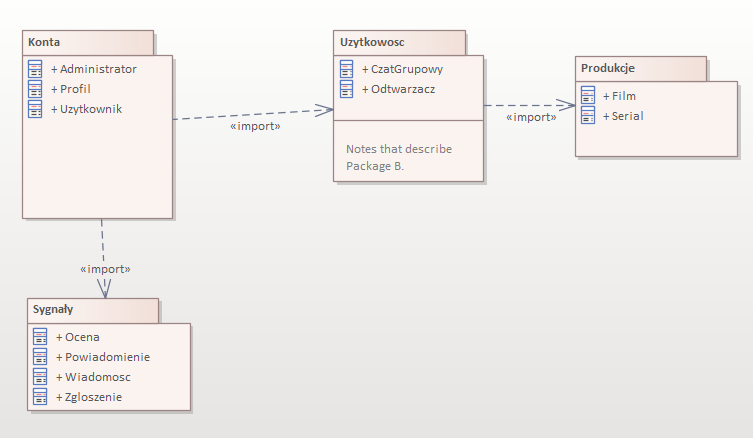 Konta
+ Administrator
+ Profil
+ Uzytkownik
«import»
Uzytkowosc
+ CzatGrupowy
+ Odtwarzacz
Notes that describe
Package B.
«import»
Produkcje
+ Film
+ Serial
«import»
Sygnały
+ Ocena
+ Powiadomienie
+ Wiadomosc
+ Zgloszenie